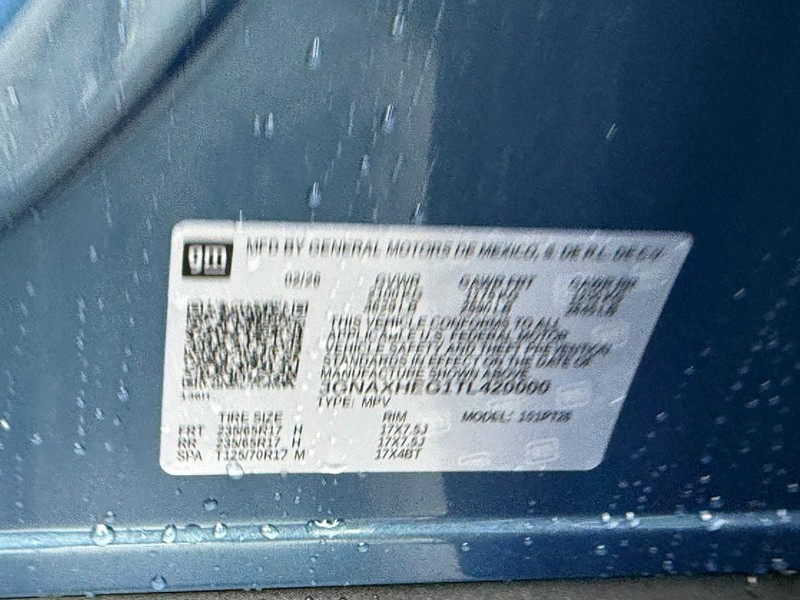 gm MFD BY GENERAL MOTORS DE MEXICO, S. DE R.L. DE C.V
02/26 GVWR GAWR FRT GAWR RR
THIS VEHICLE CONFORMS TO ALL
U.S. FEDERAL MOTOR
VEHICLE SAFETY AND THEFT PREVENTION
STANDARDS IN EFFECT ON THE DATE OF
MANUFACTURE SHOWN ABOVE
3GNAXHEG1TL420000
TYPE: MPV
TIRE SIZE RIM MODEL: 1S1PT26
FRT 235/65R17 H 17X7.5J
RR 235/65R17 H 17X7.5J
SPA T125/70R17 M 17X4BT